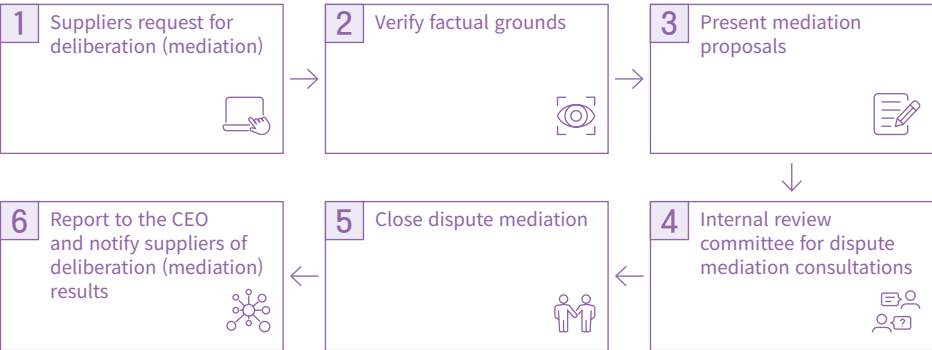 1
Suppliers request for
deliberation (mediation)
2
Verify factual grounds
3
Present mediation
proposals
4
Internal review
committee for dispute
mediation consultations
5
Close dispute mediation
6
Report to the CEO
and notify suppliers of
deliberation (mediation)
results
?